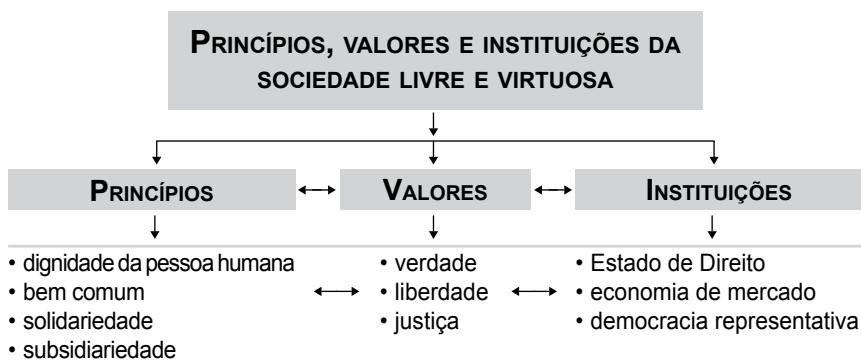 PRINCÍPIOS, VALORES E INSTITUIÇÕES DA
SOCIEDADE LIVRE E VIRTUOSA
PRINCÍPIOS
VALORES
INSTITUIÇÕES
• dignidade da pessoa humana
• bem comum
• solidariedade
• subsidiariedade
• verdade
• liberdade
• justiça
• Estado de Direito
• economia de mercado
• democracia representativa